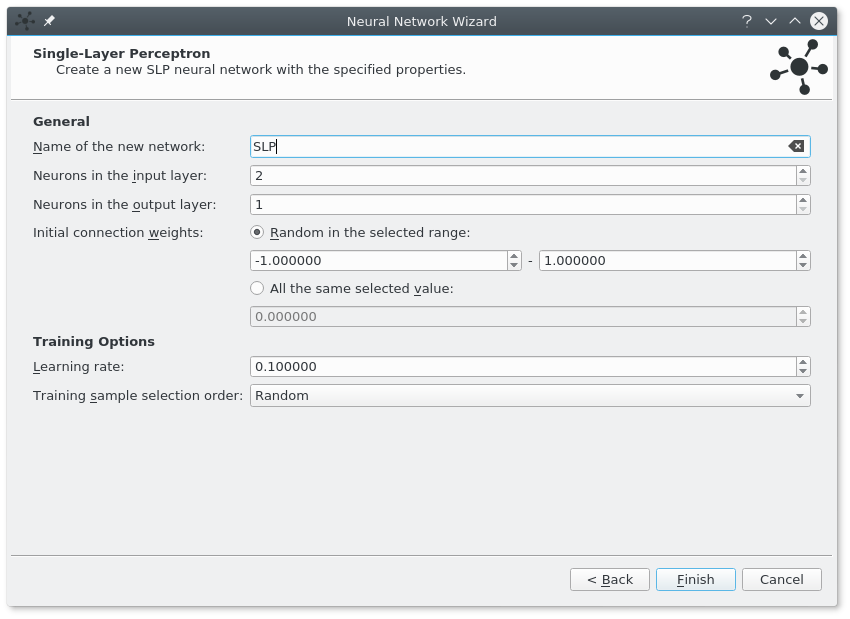 Neural Network Wizard
Single-Layer Perceptron
Create a new SLP neural network with the specified properties.
General
Name of the new network: SLP
Neurons in the input layer: 2
Neurons in the output layer: 1
Initial connection weights: Random in the selected range:
-1.000000 - 1.000000
All the same selected value:
0.000000
Training Options
Learning rate: 0.100000
Training sample selection order: Random
< Back Finish Cancel